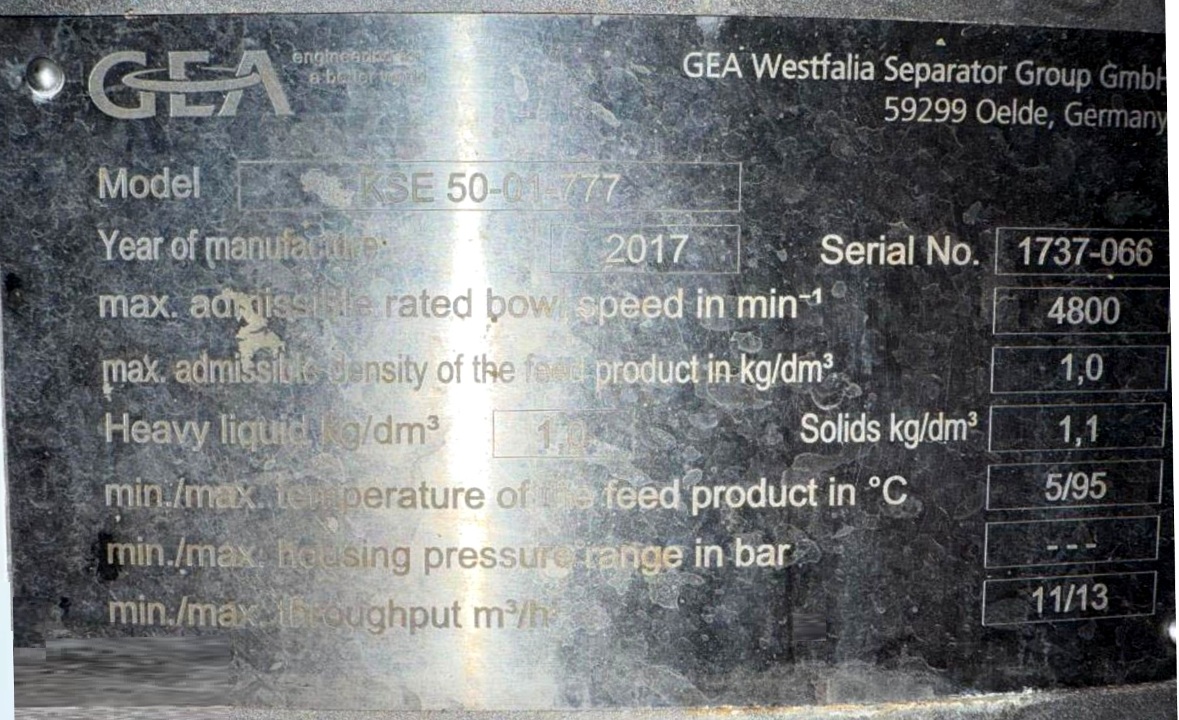 GEA engineering for a better world
GEA Westfalia Separator Group GmbH
59299 Oelde, Germany
Model KSE 50-01-777
Year of manufacture 2017 Serial No. 1737-066
max. admissible rated bowl speed in min⁻¹ 4800
max. admissible density of the feed product in kg/dm³ 1,0
Heavy liquid kg/dm³ 1,0 Solids kg/dm³ 1,1
min./max. temperature of the feed product in °C 5/95
min./max. housing pressure range in bar ---
min./max. throughput m³/h 11/13